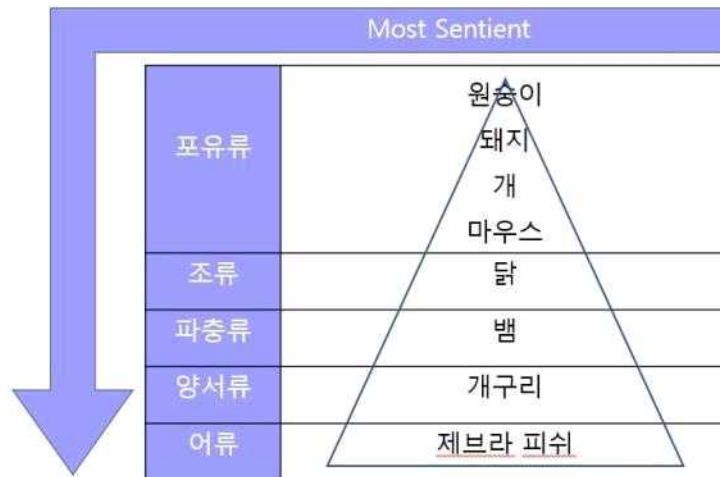 Most Sentient
포유류
원숭이
돼지
개
마우스
조류
닭
파충류
뱀
양서류
개구리
어류
제브라 피쉬